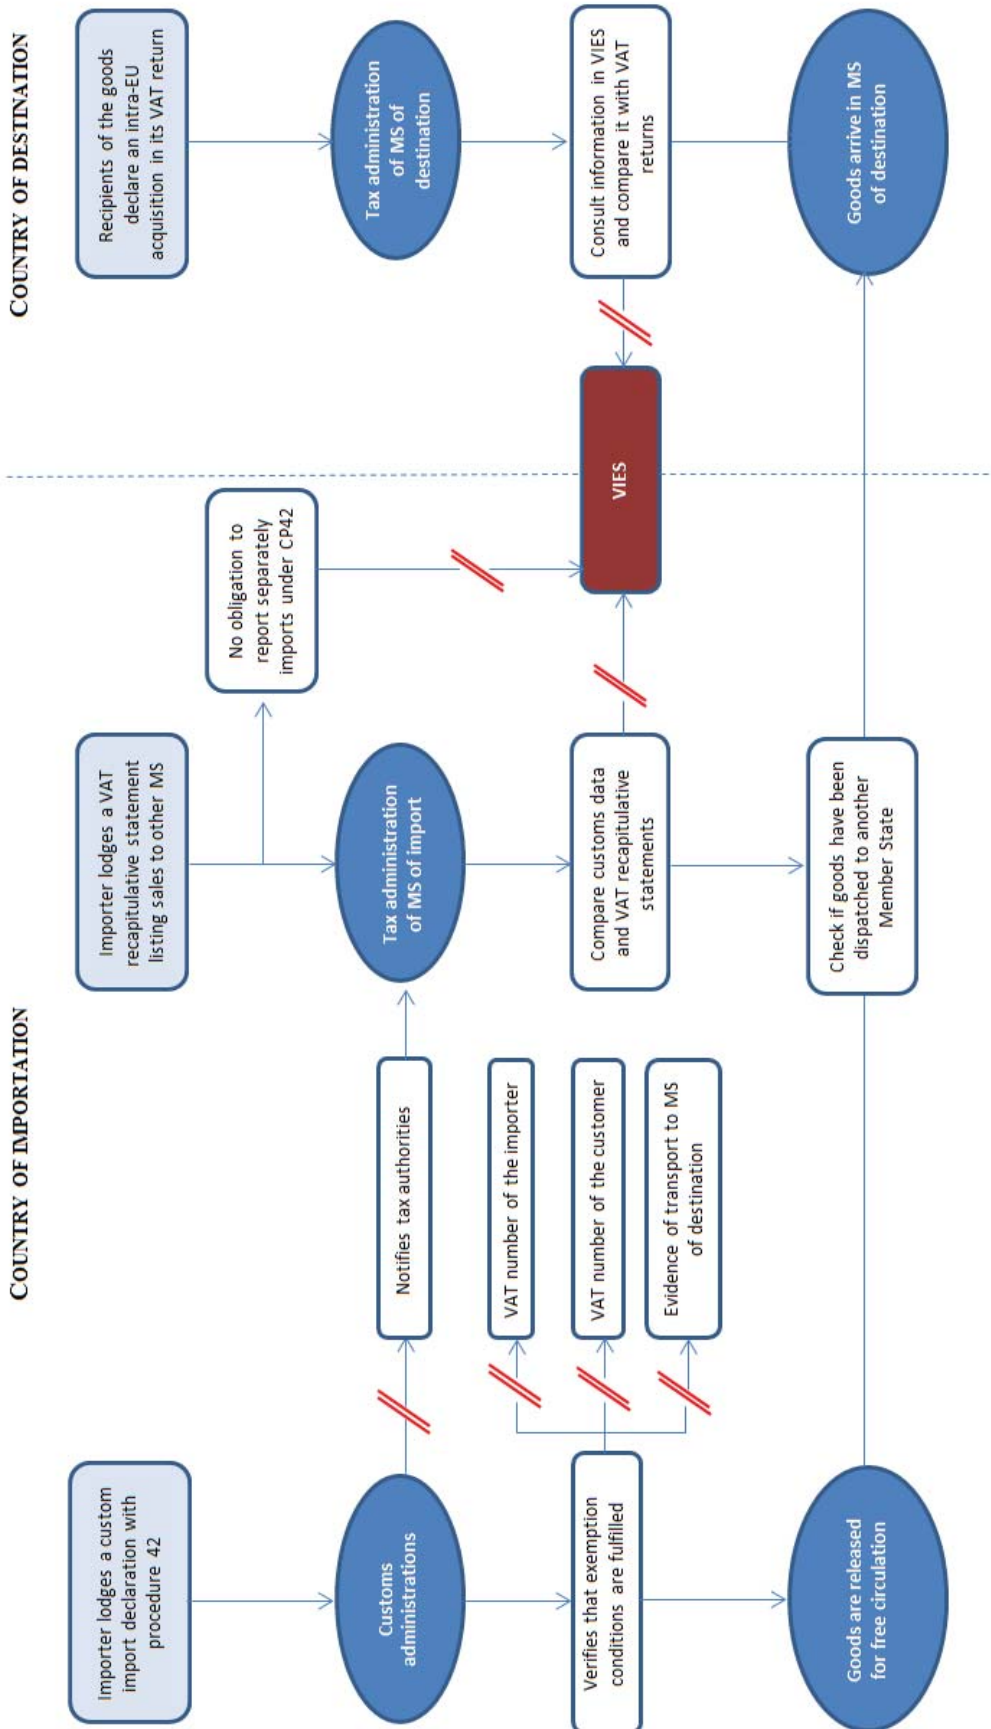 COUNTRY OF IMPORTATION
COUNTRY OF DESTINATION
Importer lodges a custom
import declaration with
procedure 42
Importer lodges a VAT
recapitulative statement
listing sales to other MS
Recipients of the goods
declare an intra-EU
acquisition in its VAT return
No obligation to
report separately
imports under CP42
Customs
administrations
Notifies tax authorities
Tax administration
of MS of import
Tax administration
of MS of
destination
VAT number of the importer
Verifies that exemption
conditions are fulfilled
VAT number of the customer
Evidence of transport to MS
of destination
Compare customs data
and VAT recapitulative
statements
VIES
Consult information in VIES
and compare it with VAT
returns
Goods are released
for free circulation
Check if goods have been
dispatched to another
Member State
Goods arrive in MS
of destination